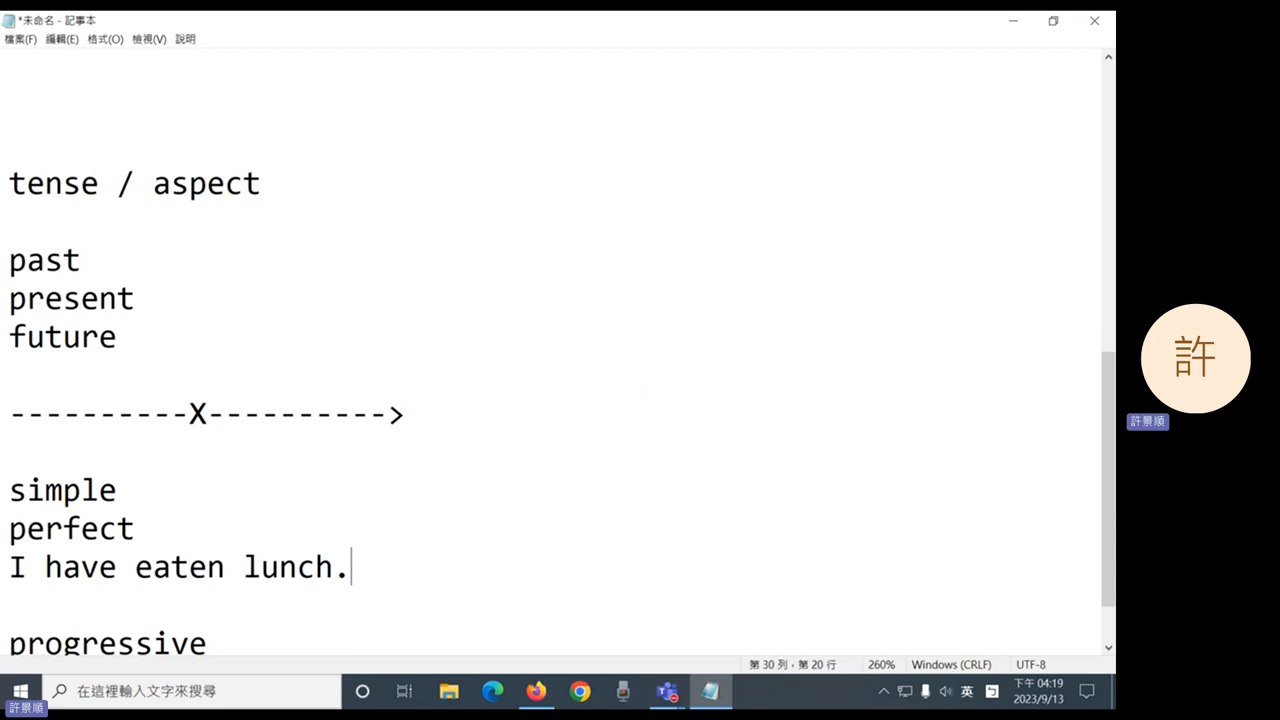 *未命名 - 記事本
檔案(F) 編輯(E) 格式(O) 檢視(V) 說明
tense / aspect
past
present
future
----------X---------->
simple
perfect
I have eaten lunch.
progressive
許
許景順
第 30 列，第 20 行 260% Windows (CRLF) UTF-8
在這裡輸入文字來搜尋
英
下午 04:19
2023/9/13
許景順